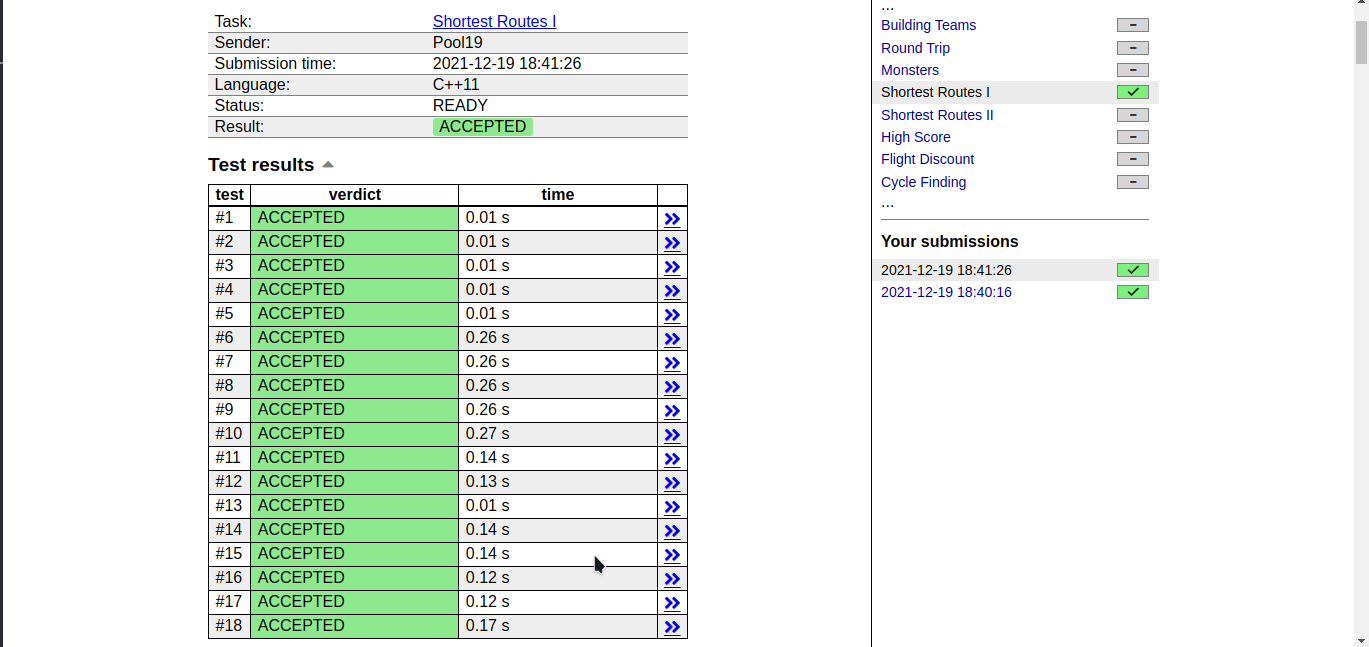 Task: Shortest Routes I
Sender: Pool19
Submission time: 2021-12-19 18:41:26
Language: C++11
Status: READY
Result: ACCEPTED
Test results
test verdict time
#1 ACCEPTED 0.01 s
#2 ACCEPTED 0.01 s
#3 ACCEPTED 0.01 s
#4 ACCEPTED 0.01 s
#5 ACCEPTED 0.01 s
#6 ACCEPTED 0.26 s
#7 ACCEPTED 0.26 s
#8 ACCEPTED 0.26 s
#9 ACCEPTED 0.26 s
#10 ACCEPTED 0.27 s
#11 ACCEPTED 0.14 s
#12 ACCEPTED 0.13 s
#13 ACCEPTED 0.01 s
#14 ACCEPTED 0.14 s
#15 ACCEPTED 0.14 s
#16 ACCEPTED 0.12 s
#17 ACCEPTED 0.12 s
#18 ACCEPTED 0.17 s
...
Building Teams –
Round Trip –
Monsters –
Shortest Routes I ✓
Shortest Routes II –
High Score –
Flight Discount –
Cycle Finding –
...
Your submissions
2021-12-19 18:41:26 ✓
2021-12-19 18:40:16 ✓